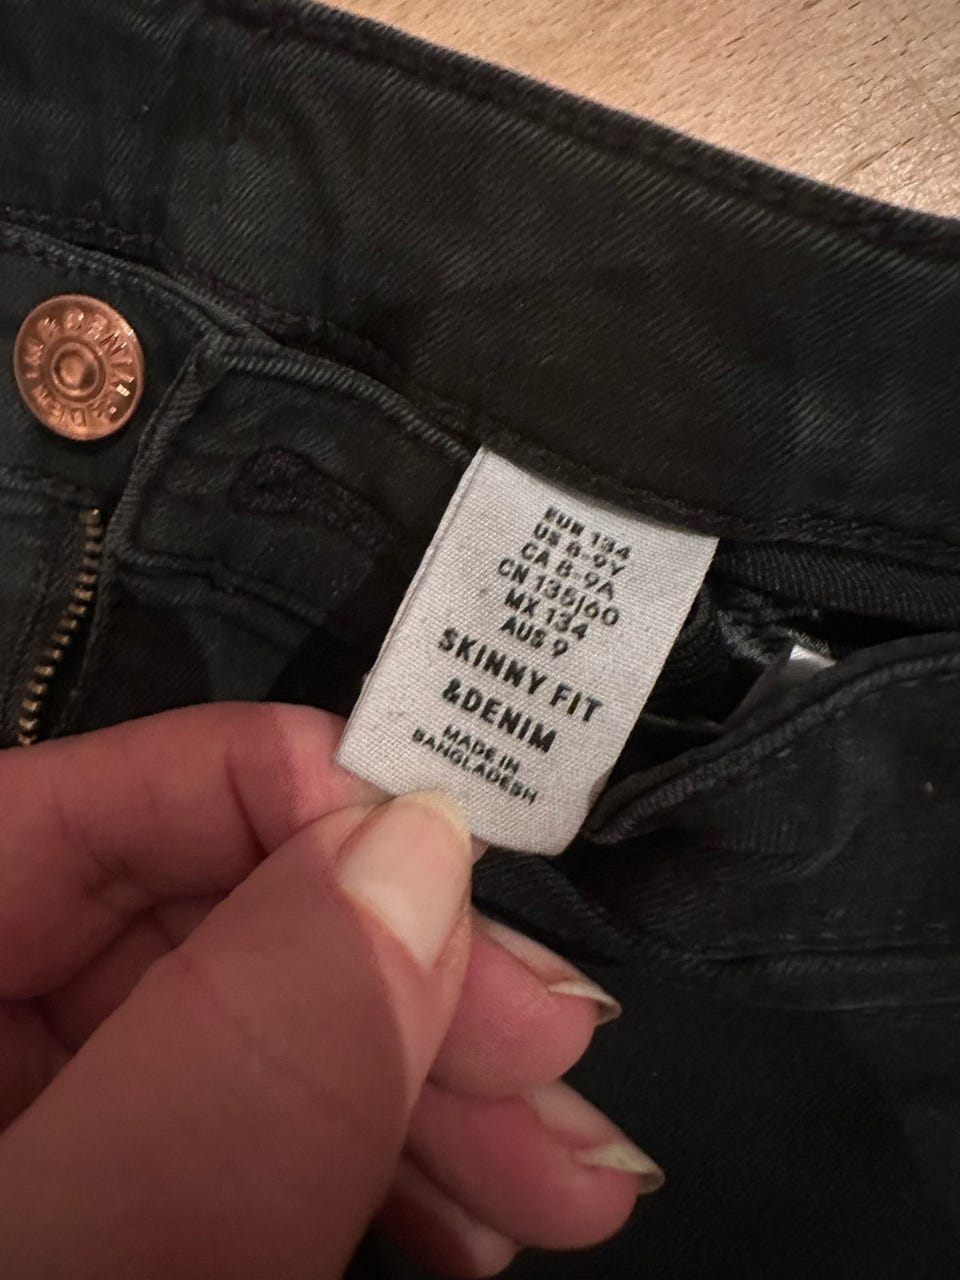 EUR 134
US 8-9Y
CA 8-9A
CN 135/60
MX 134
AUS 9
SKINNY FIT
&DENIM
MADE IN
BANGLADESH